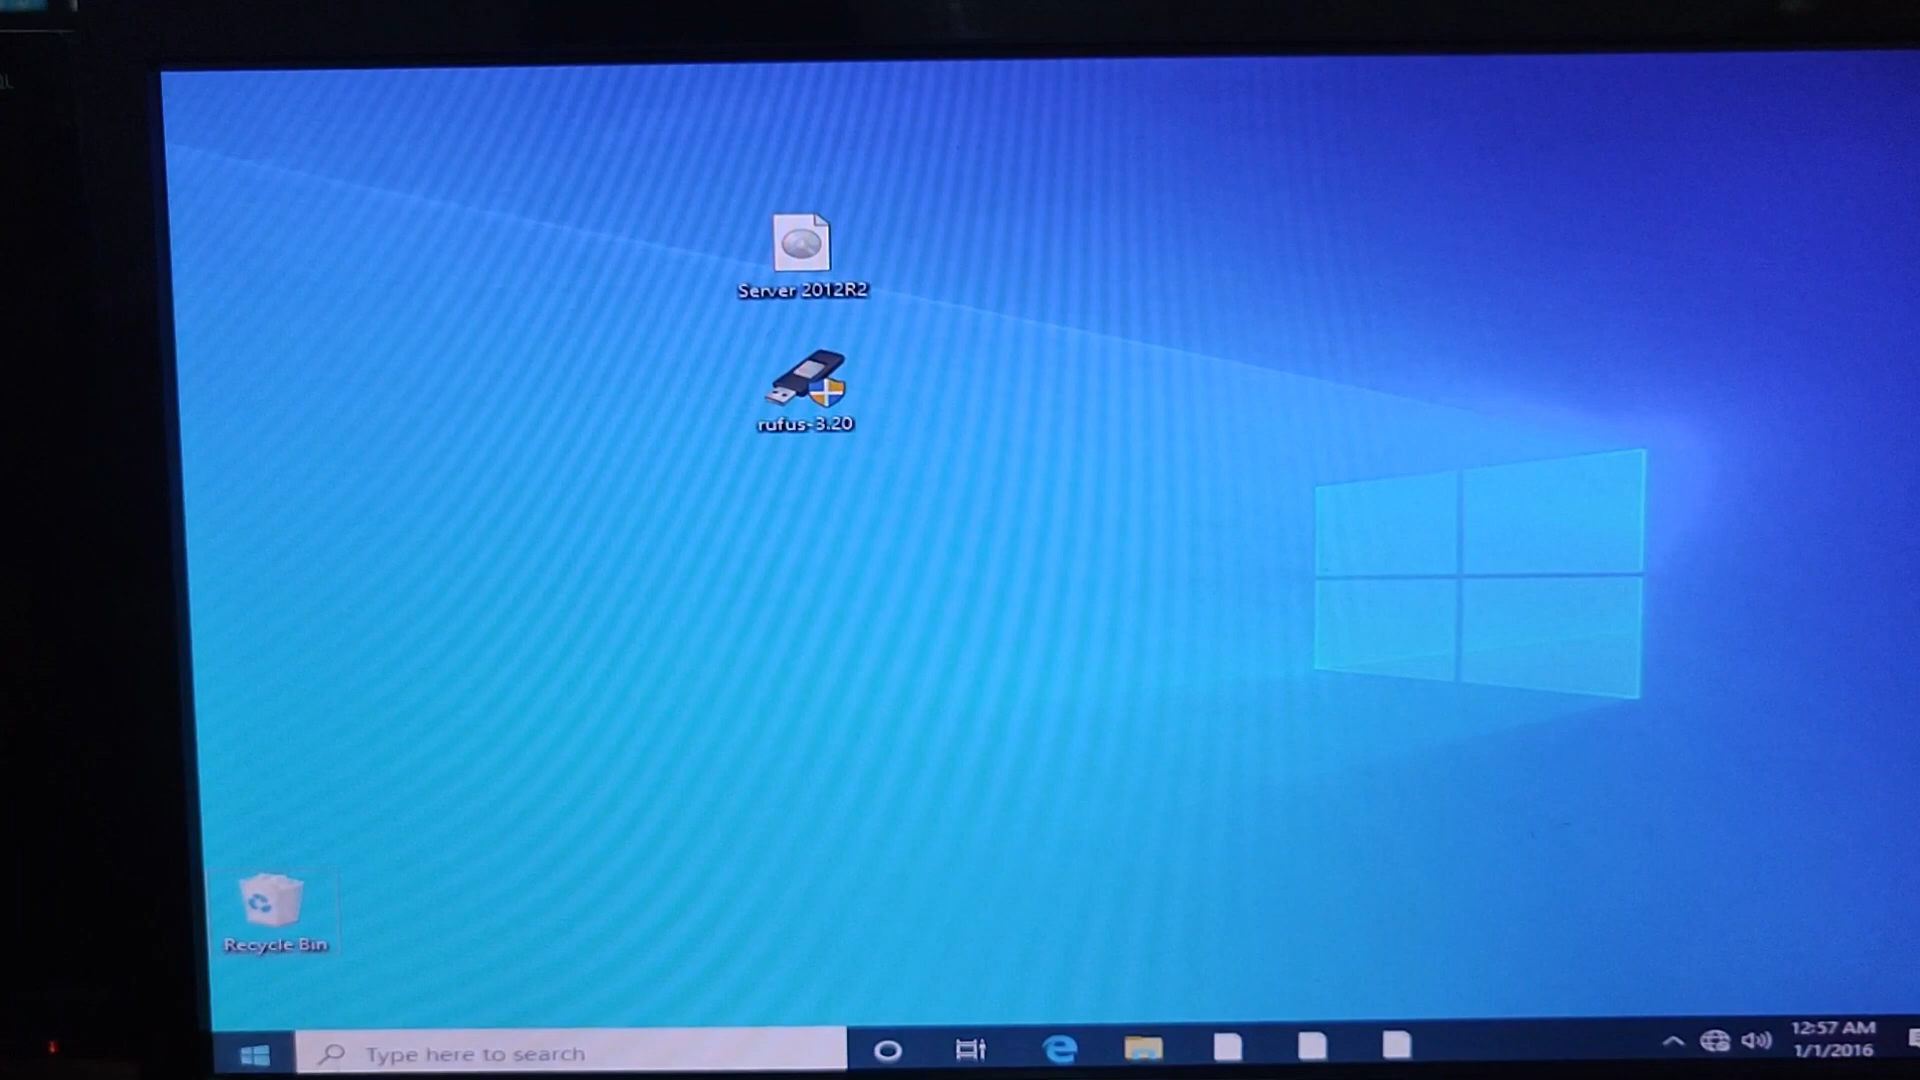 Server 2012R2
rufus-3.20
Recycle Bin
Type here to search
12:57 AM
1/1/2016